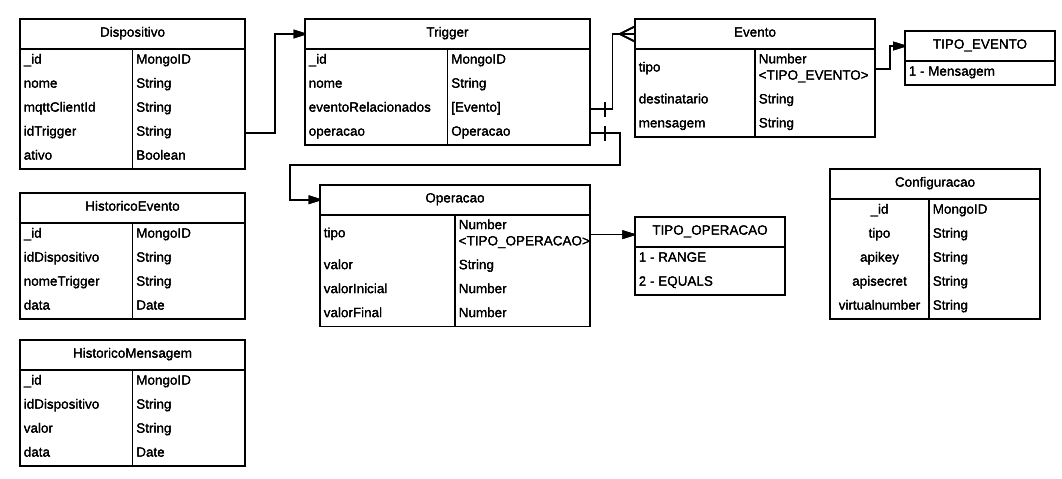 Dispositivo
_id MongoID
nome String
mqttClientId String
idTrigger String
ativo Boolean
Trigger
_id MongoID
nome String
eventoRelacionados [Evento]
operacao Operacao
Evento
tipo Number
<TIPO_EVENTO>
destinatario String
mensagem String
TIPO_EVENTO
1 - Mensagem
HistoricoEvento
_id MongoID
idDispositivo String
nomeTrigger String
data Date
Operacao
tipo Number
<TIPO_OPERACAO>
valor String
valorInicial Number
valorFinal Number
TIPO_OPERACAO
1 - RANGE
2 - EQUALS
Configuracao
_id MongoID
tipo String
apikey String
apisecret String
virtualnumber String
HistoricoMensagem
_id MongoID
idDispositivo String
valor String
data Date